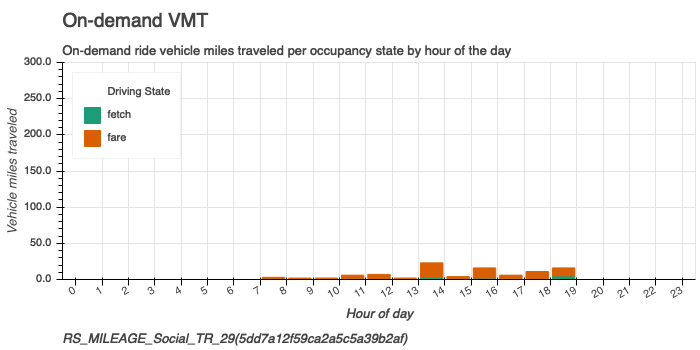 On-demand VMT
On-demand ride vehicle miles traveled per occupancy state by hour of the day
300.0
250.0
200.0
150.0
100.0
50.0
0.0
Vehicle miles traveled
Driving State
fetch
fare
0 1 2 3 4 5 6 7 8 9 10 11 12 13 14 15 16 17 18 19 20 21 22 23
Hour of day
RS_MILEAGE_Social_TR_29(5dd7a12f59ca2a5c5a39b2af)